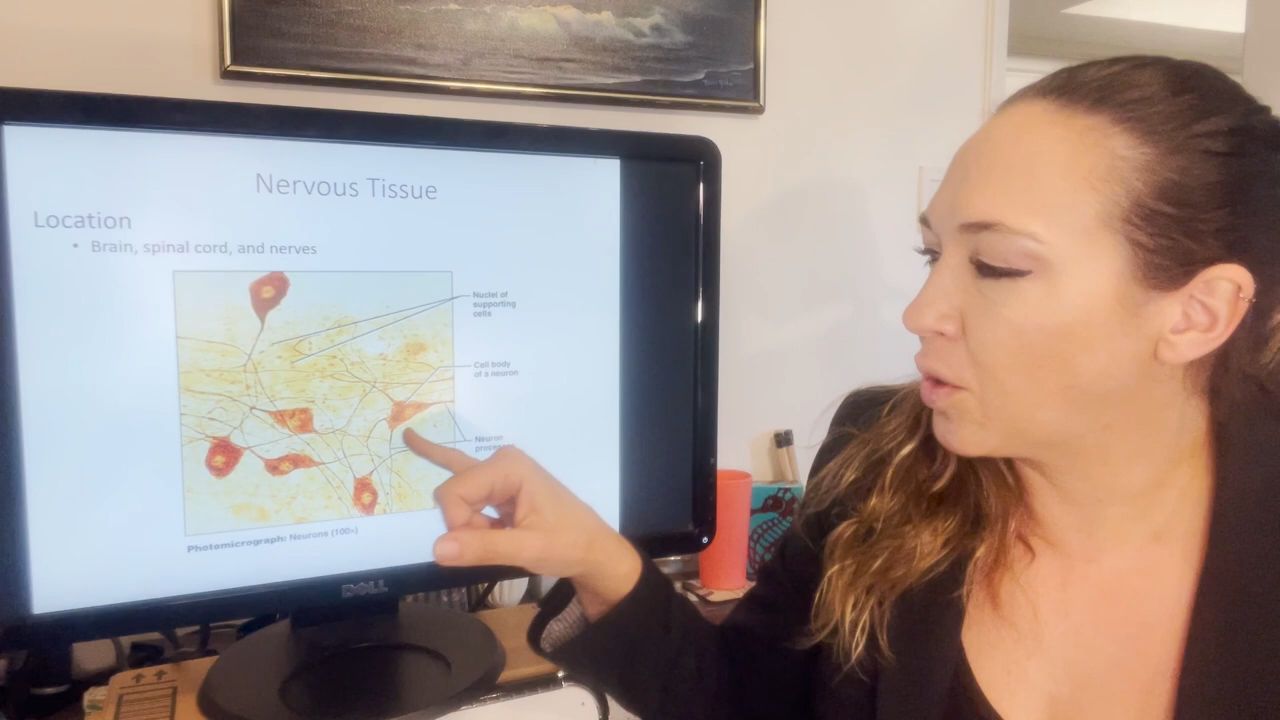 Nervous Tissue
Location
• Brain, spinal cord, and nerves
Nuclei of
supporting
cells
Cell body
of a neuron
Neuron
Photomicrograph: Neurons (100×)
DELL